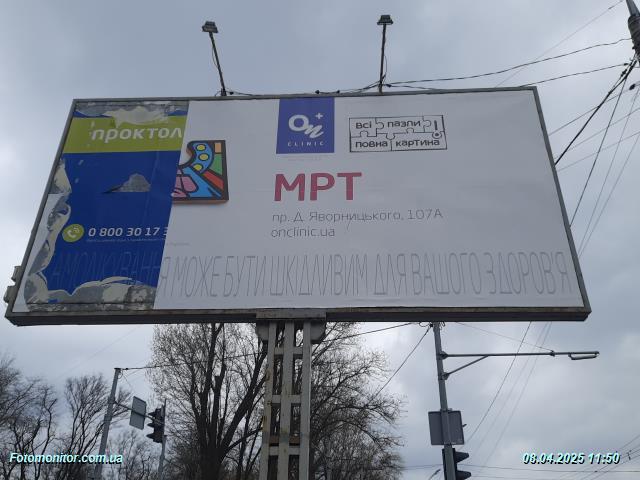 ПРОКТОЛ
0 800 30 17 3
On
CLINIC
ВСІ ПАЗЛИ
ПОВНА КАРТИНА
МРТ
пр. Д. Яворницького, 107А
onclinic.ua
МОЖЕ БУТИ ШКІДЛИВИМ ДЛЯ ВАШОГО ЗДОРОВ'Я
Fotomonitor.com.ua
08.04.2025 11:50